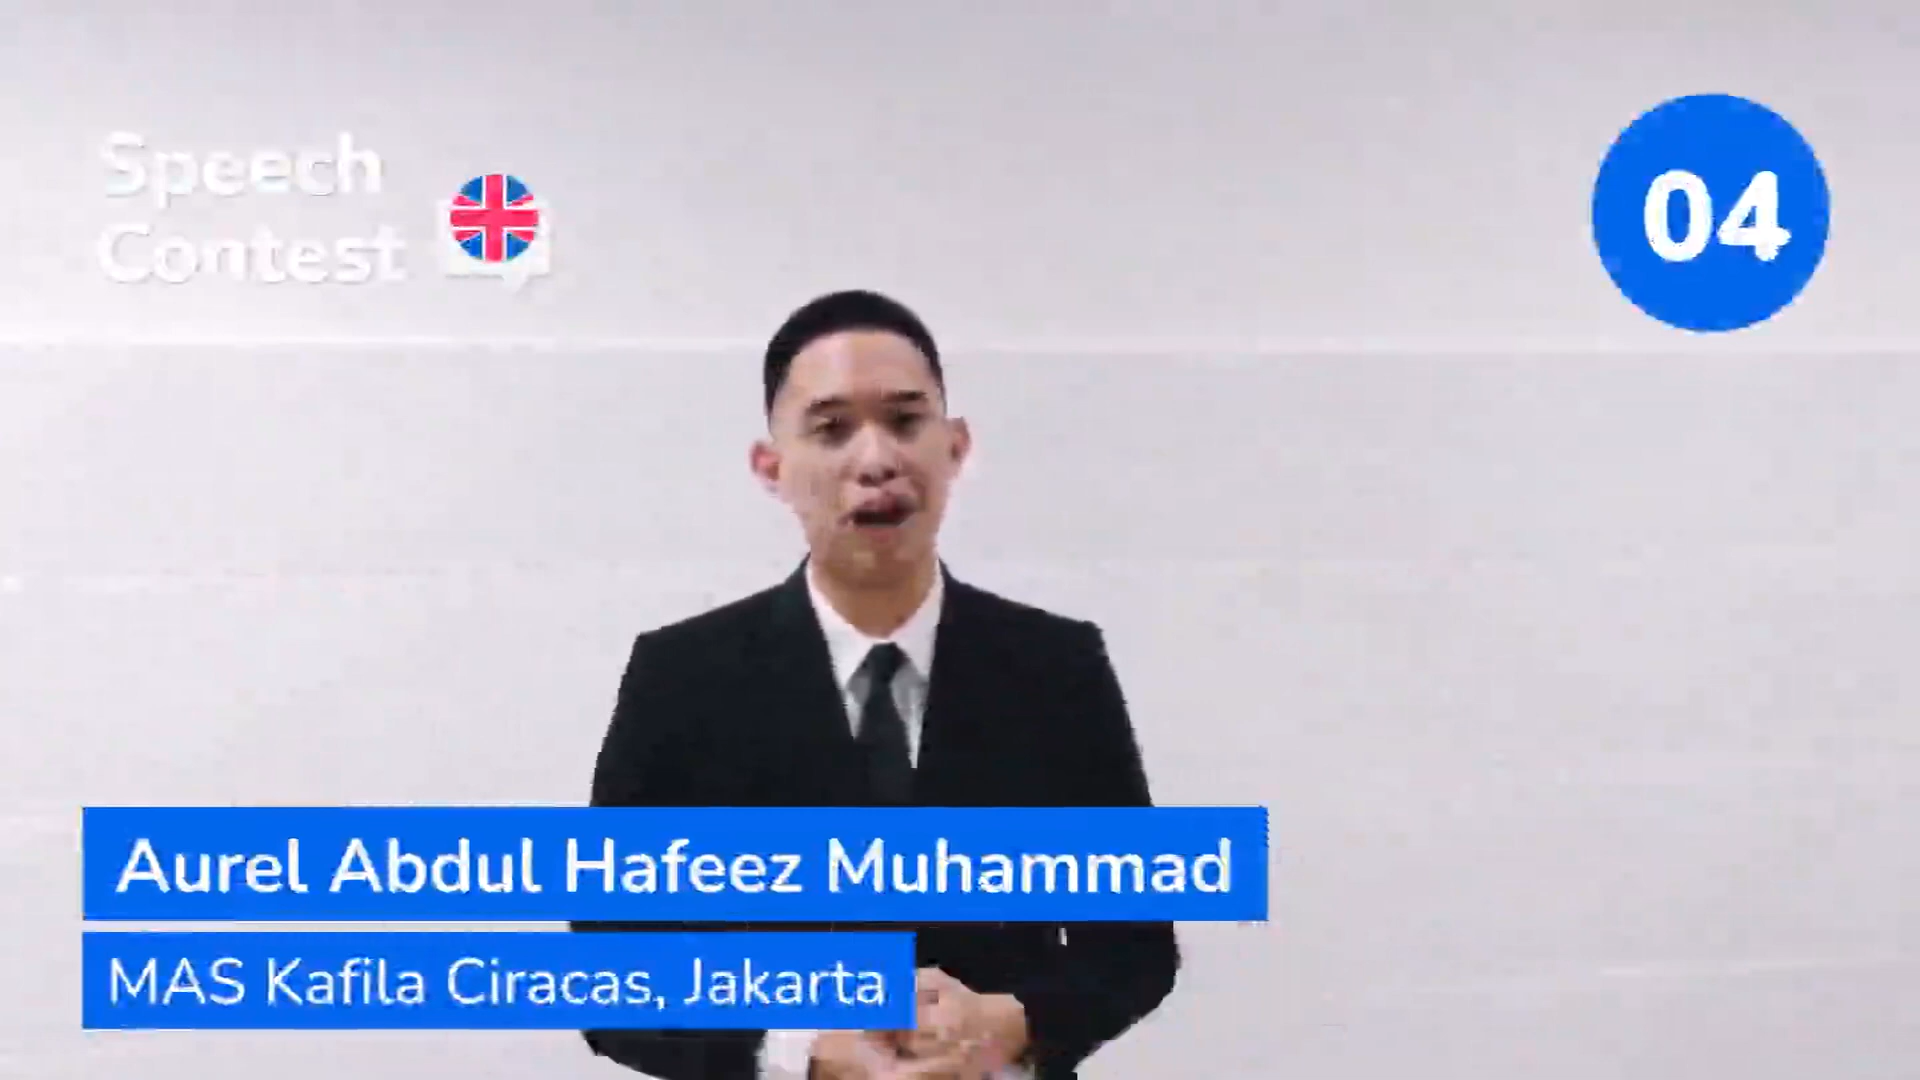 Speech
Contest
04
Aurel Abdul Hafeez Muhammad
MAS Kafila Ciracas, Jakarta